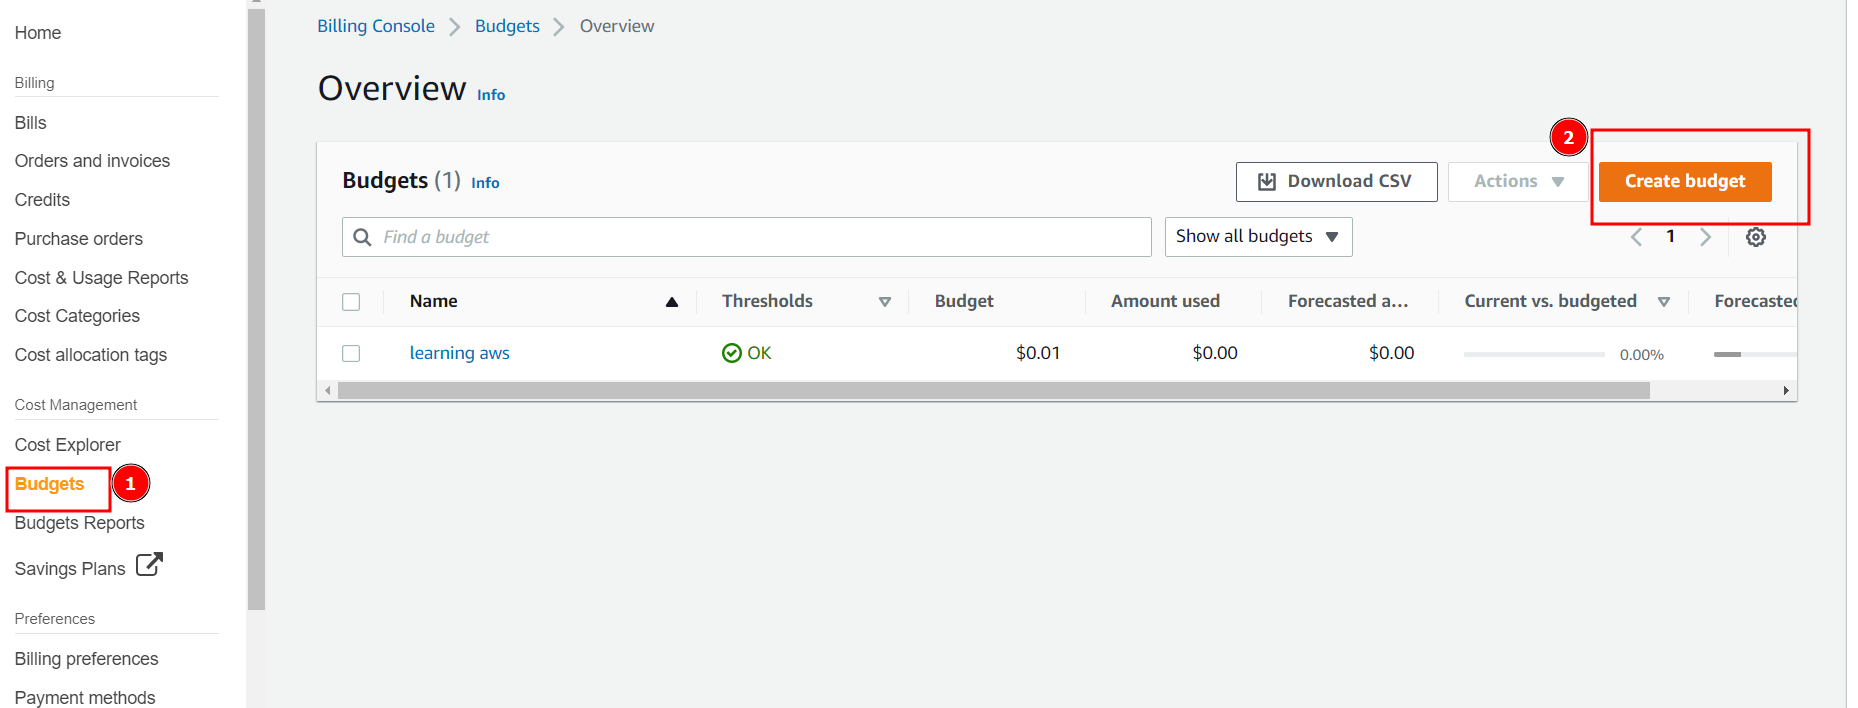 Home
Billing
Bills
Orders and invoices
Credits
Purchase orders
Cost & Usage Reports
Cost Categories
Cost allocation tags
Cost Management
Cost Explorer
Budgets 1
Budgets Reports
Savings Plans
Preferences
Billing preferences
Payment methods
Billing Console Budgets Overview
Overview Info
2
Budgets (1) Info Download CSV Actions Create budget
Find a budget Show all budgets 1
Name Thresholds Budget Amount used Forecasted a... Current vs. budgeted Forecasted
learning aws OK $0.01 $0.00 $0.00 0.00%